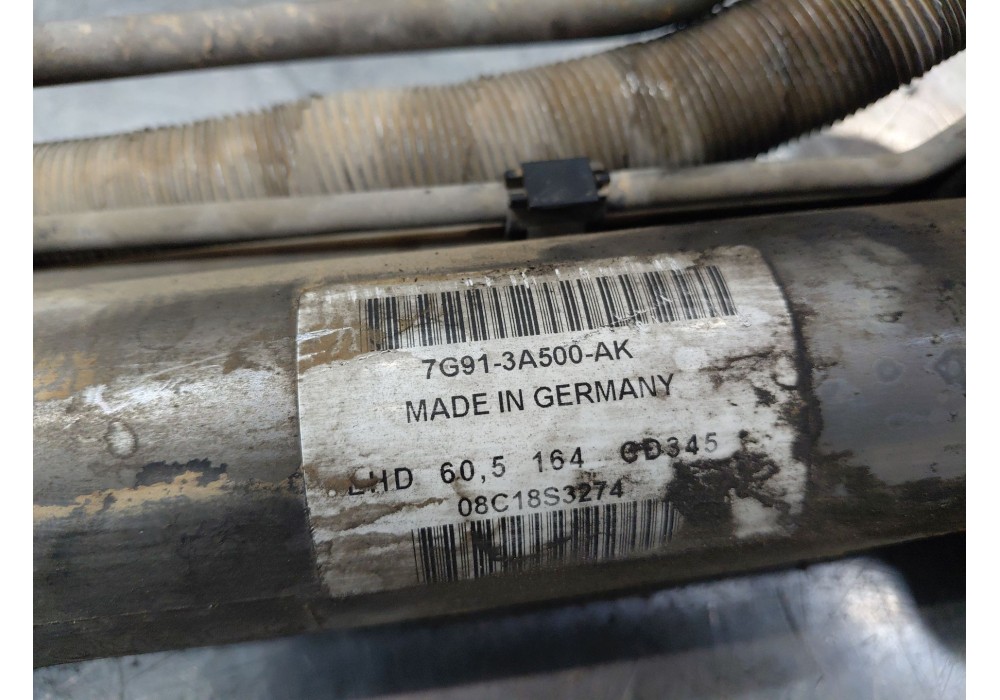 7G91-3A500-AK
MADE IN GERMANY
LHD 60,5 164 CD345
08C18S3274